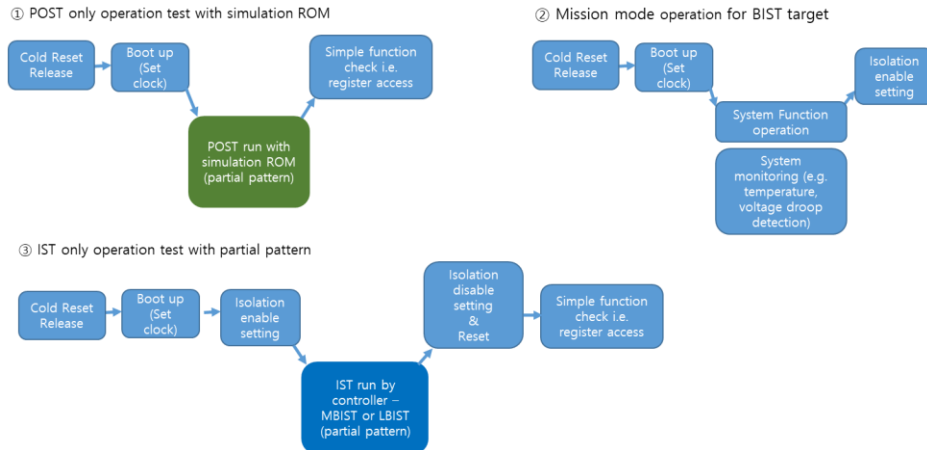 ① POST only operation test with simulation ROM
Cold Reset
Release
Boot up
(Set
clock)
POST run with
simulation ROM
(partial pattern)
Simple function
check i.e.
register access
② Mission mode operation for BIST target
Cold Reset
Release
Boot up
(Set
clock)
System Function
operation
System
monitoring (e.g.
temperature,
voltage droop
detection)
Isolation
enable
setting
③ IST only operation test with partial pattern
Cold Reset
Release
Boot up
(Set
clock)
Isolation
enable
setting
IST run by
controller –
MBIST or LBIST
(partial pattern)
Isolation
disable
setting
&
Reset
Simple function
check i.e.
register access